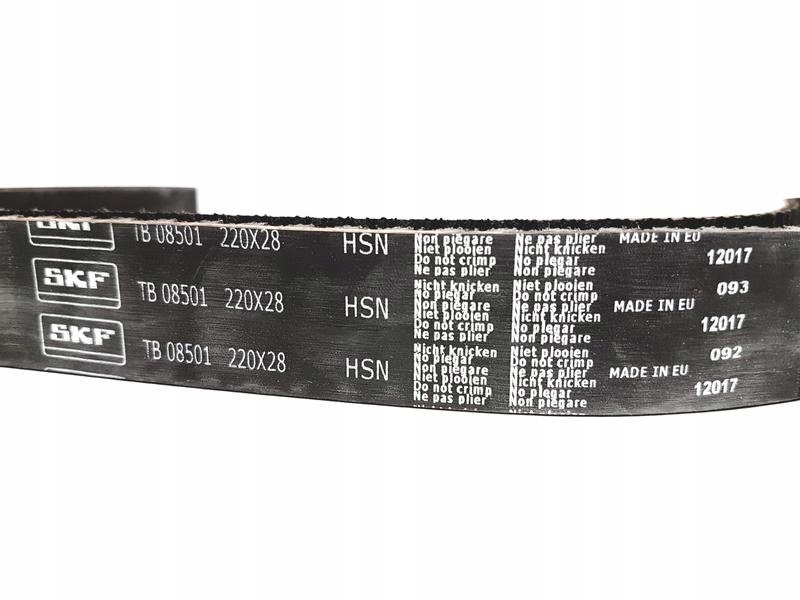 SKF TB 08501 220X28 HSN MADE IN EU
Non piegare Ne pas plier
Niet plooien Nicht knicken
Do not crimp No plegar
Ne pas plier Non piegare
12017
SKF TB 08501 220X28 HSN MADE IN EU
Nicht knicken Niet plooien
No plegar Do not crimp
Non piegare Ne pas plier
Niet plooien Nicht knicken
Do not crimp No plegar
Ne pas plier Non piegare
093
12017
SKF TB 08501 220X28 HSN MADE IN EU
Nicht knicken Niet plooien
No plegar Do not crimp
Non piegare Ne pas plier
Niet plooien Nicht knicken
Do not crimp No plegar
Ne pas plier Non piegare
092
12017